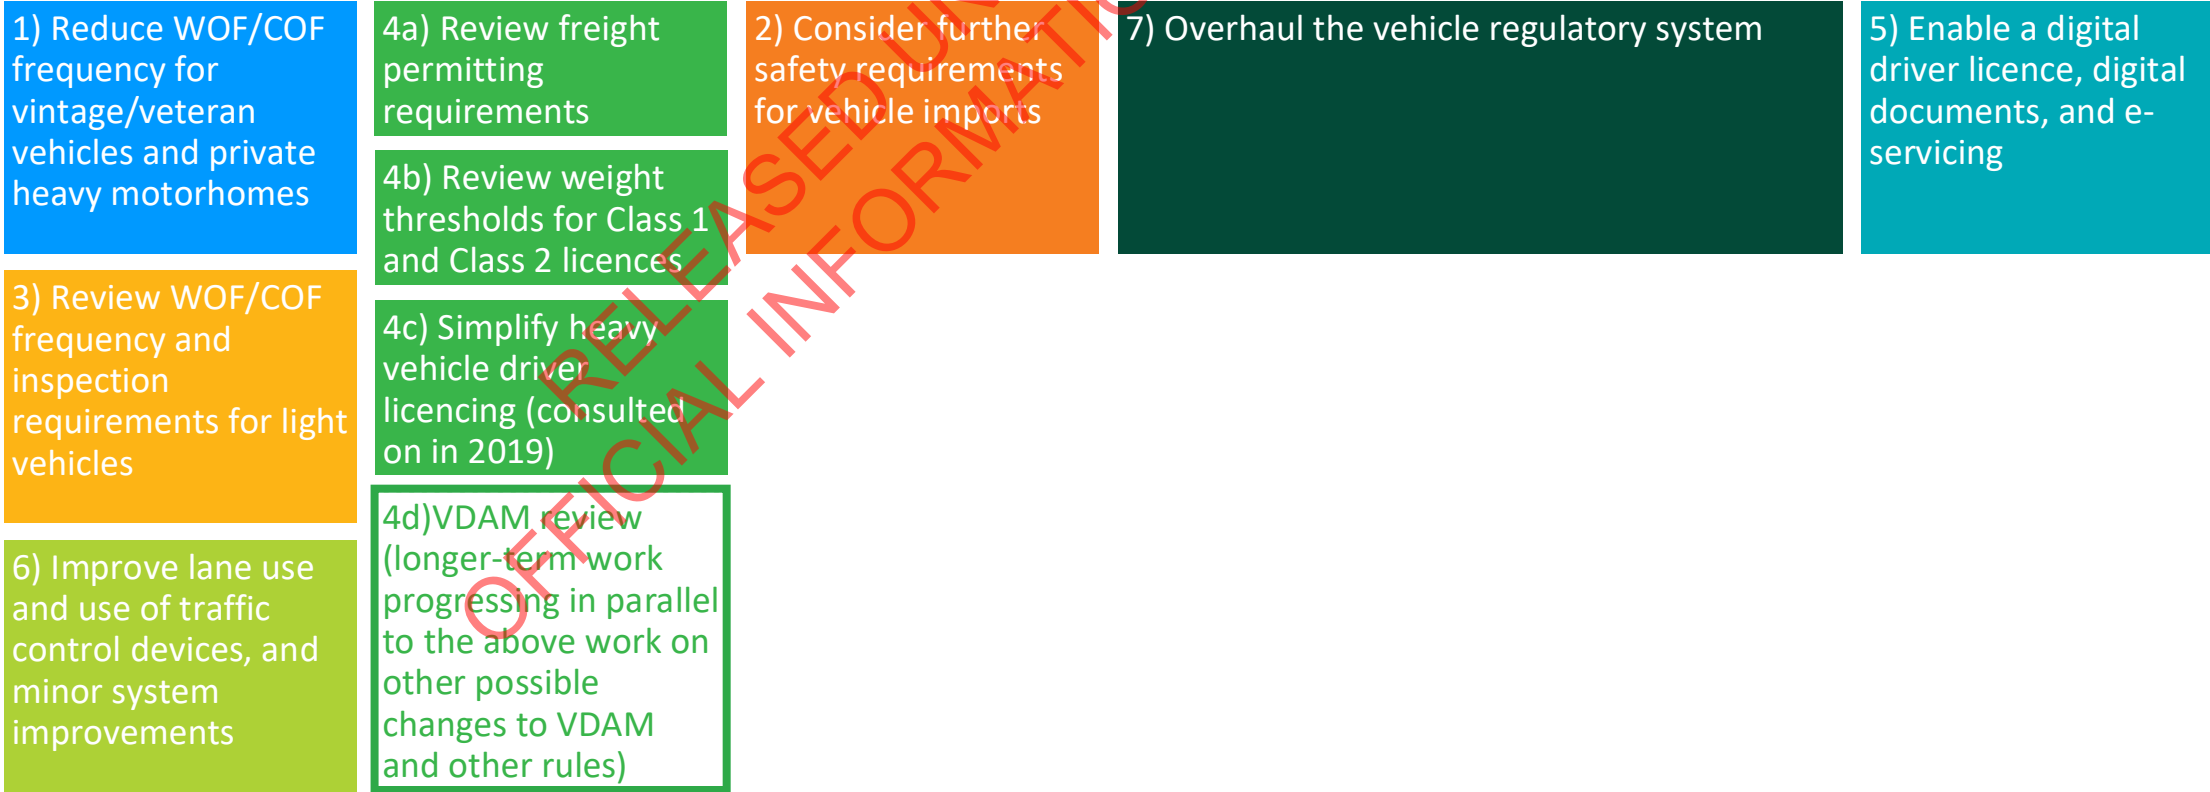 1) Reduce WOF/COF
frequency for
vintage/veteran
vehicles and private
heavy motorhomes
3) Review WOF/COF
frequency and
inspection
requirements for light
vehicles
6) Improve lane use
and use of traffic
control devices, and
minor system
improvements
4a) Review freight
permitting
requirements
4b) Review weight
thresholds for Class 1
and Class 2 licences
4c) Simplify heavy
vehicle driver
licencing (consulted
on in 2019)
4d)VDAM review
(longer-term work
progressing in parallel
to the above work on
other possible
changes to VDAM
and other rules)
2) Consider further
safety requirements
for vehicle imports
7) Overhaul the vehicle regulatory system
5) Enable a digital
driver licence, digital
documents, and e-
servicing
RELEASED
OFFICIAL